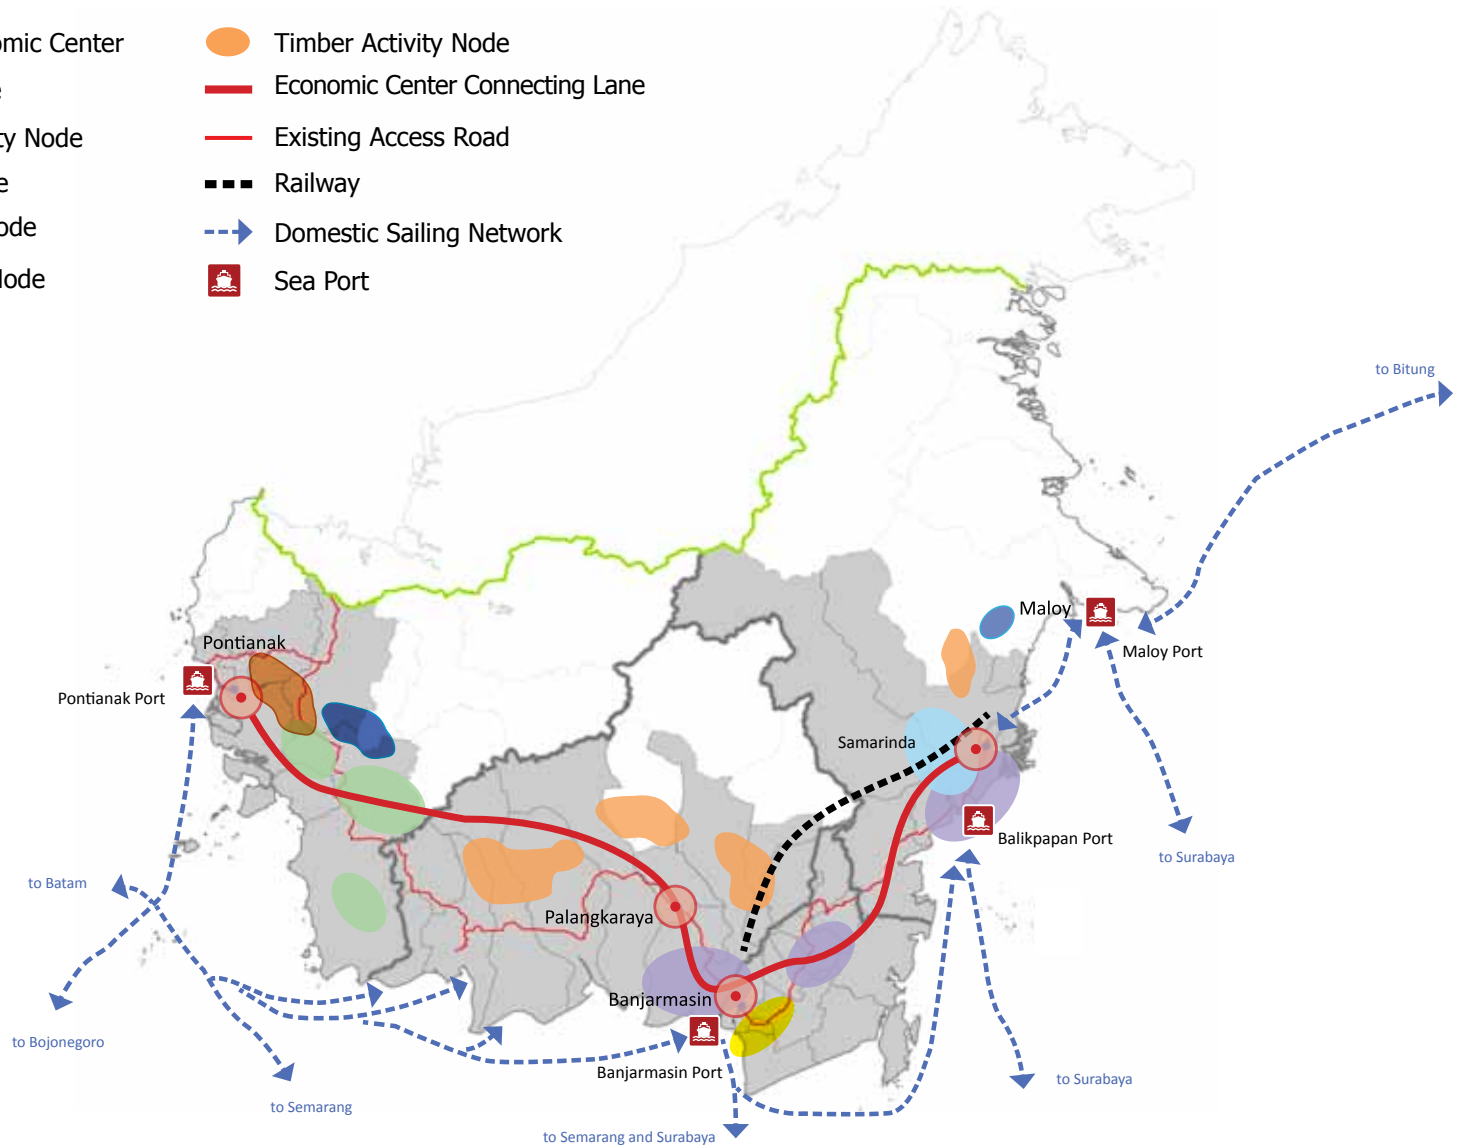 omic Center
e
ty Node
e
ode
Node
Timber Activity Node
Economic Center Connecting Lane
Existing Access Road
Railway
Domestic Sailing Network
Sea Port
to Bitung
Maloy
Maloy Port
Pontianak
Pontianak Port
Samarinda
Balikpapan Port
to Surabaya
to Batam
Palangkaraya
Banjarmasin
to Bojonegoro
Banjarmasin Port
to Surabaya
to Semarang
to Semarang and Surabaya